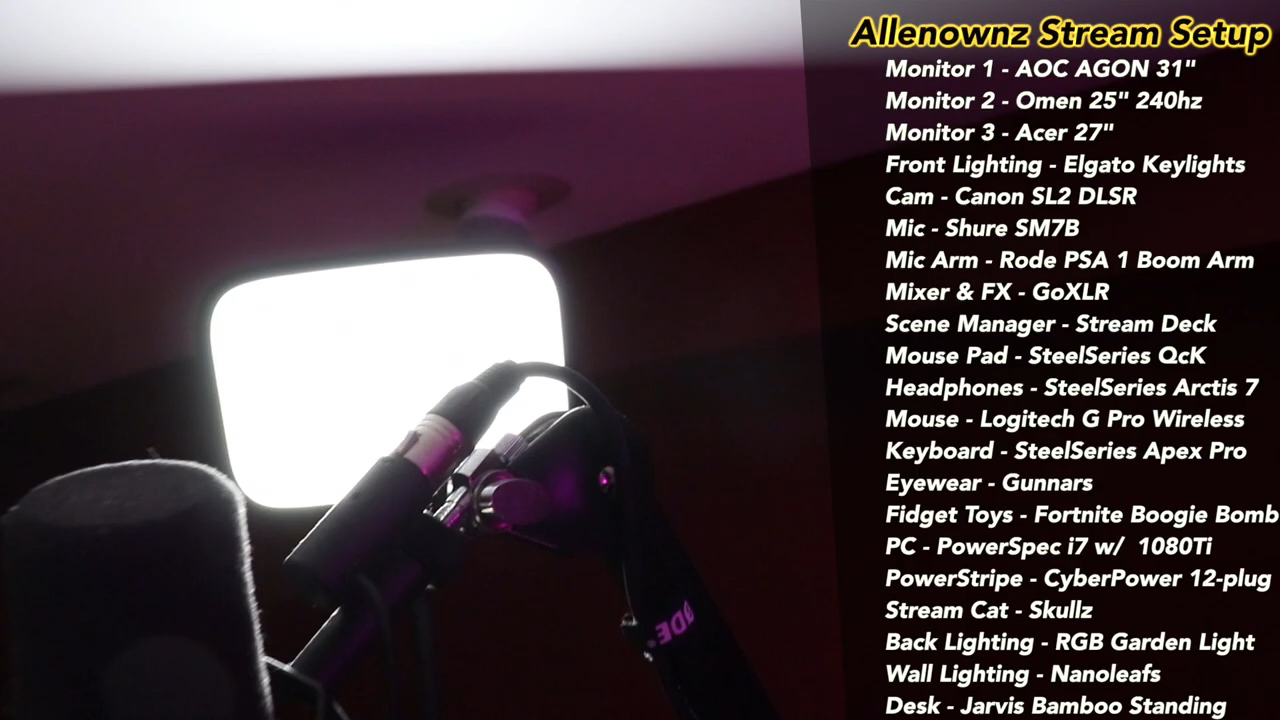 Allenownz Stream Setup
Monitor 1 - AOC AGON 31"
Monitor 2 - Omen 25" 240hz
Monitor 3 - Acer 27"
Front Lighting - Elgato Keylights
Cam - Canon SL2 DLSR
Mic - Shure SM7B
Mic Arm - Rode PSA 1 Boom Arm
Mixer & FX - GoXLR
Scene Manager - Stream Deck
Mouse Pad - SteelSeries QcK
Headphones - SteelSeries Arctis 7
Mouse - Logitech G Pro Wireless
Keyboard - SteelSeries Apex Pro
Eyewear - Gunnars
Fidget Toys - Fortnite Boogie Bomb
PC - PowerSpec i7 w/  1080Ti
PowerStripe - CyberPower 12-plug
Stream Cat - Skullz
Back Lighting - RGB Garden Light
Wall Lighting - Nanoleafs
Desk - Jarvis Bamboo Standing
RØDE